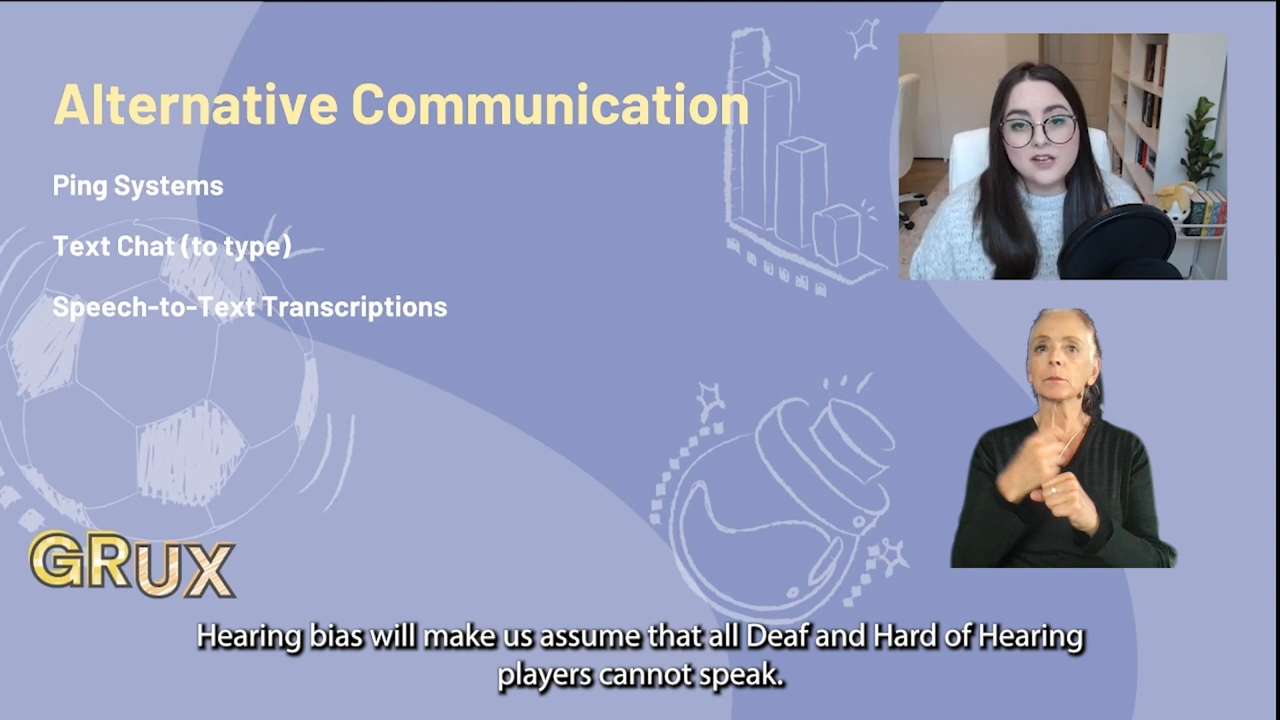 Alternative Communication
Ping Systems
Text Chat (to type)
Speech-to-Text Transcriptions
GRUX
Hearing bias will make us assume that all Deaf and Hard of Hearing
players cannot speak.